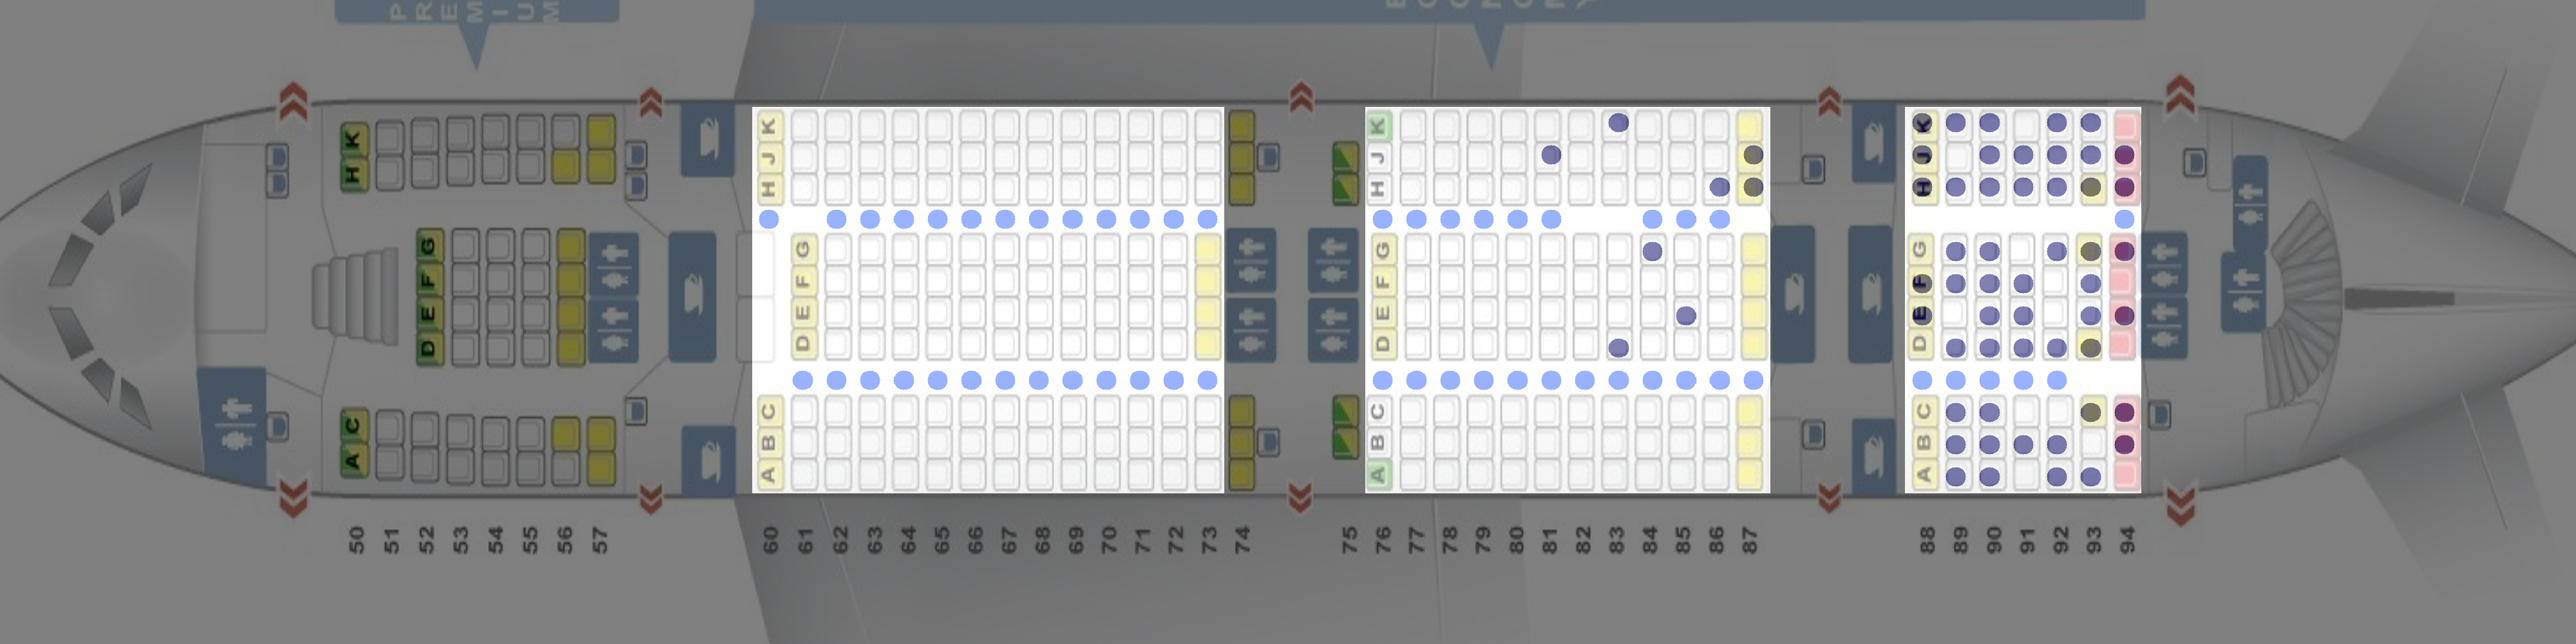 PREMIUM
ECONOMY
K K K K
H J J J
G H H H
F G G G
E F F F
D E E E
C D D D
A C C C
B B B
A A A
50 51 52 53 54 55 56 57 60 61 62 63 64 65 66 67 68 69 70 71 72 73 74 75 76 77 78 79 80 81 82 83 84 85 86 87 88 89 90 91 92 93 94